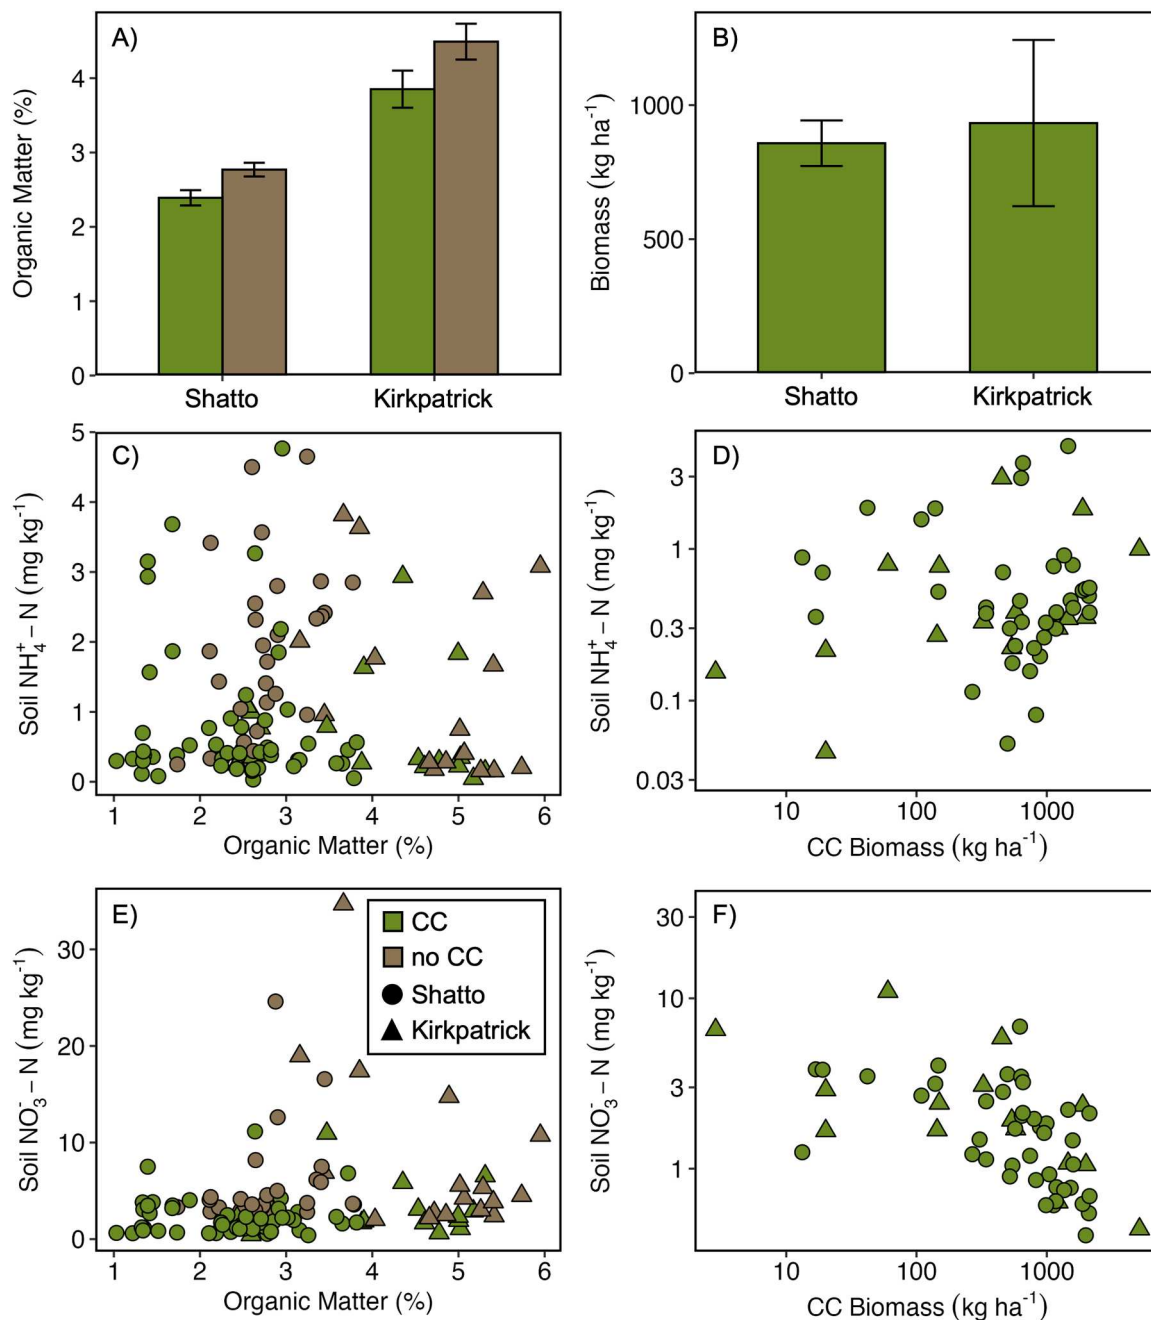 A)
Organic Matter (%)
4
3
2
1
0
Shatto
Kirkpatrick
B)
Biomass (kg ha⁻¹)
1000
500
0
Shatto
Kirkpatrick
C)
Soil NH₄⁺ – N (mg kg⁻¹)
5
4
3
2
1
0
1 2 3 4 5 6
Organic Matter (%)
D)
Soil NH₄⁺ – N (mg kg⁻¹)
3
1
0.3
0.1
0.03
10 100 1000
CC Biomass (kg ha⁻¹)
E)
Soil NO₃⁻ – N (mg kg⁻¹)
30
20
10
0
CC
no CC
Shatto
Kirkpatrick
1 2 3 4 5 6
Organic Matter (%)
F)
Soil NO₃⁻ – N (mg kg⁻¹)
30
10
3
1
10 100 1000
CC Biomass (kg ha⁻¹)